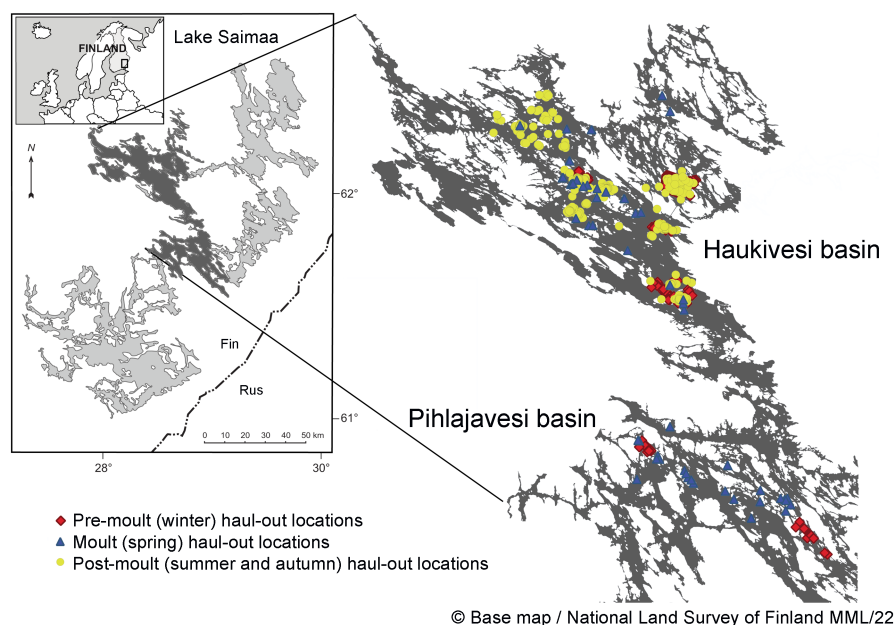 FINLAND
Lake Saimaa
N
62°
Haukivesi basin
Fin
Rus
Pihlajavesi basin
61°
0 10 20 30 40 50 km
28°
30°
Pre-moult (winter) haul-out locations
Moult (spring) haul-out locations
Post-moult (summer and autumn) haul-out locations
© Base map / National Land Survey of Finland MML/22